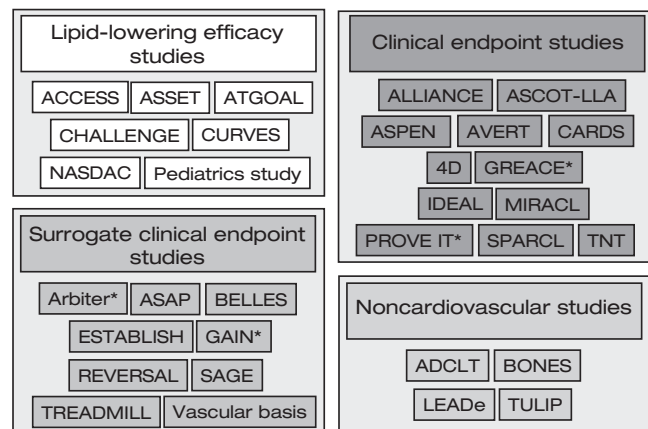 Lipid-lowering efficacy
studies
ACCESS ASSET ATGOAL
CHALLENGE CURVES
NASDAC Pediatrics study
Clinical endpoint studies
ALLIANCE ASCOT-LLA
ASPEN AVERT CARDS
4D GREACE*
IDEAL MIRACL
PROVE IT* SPARCL TNT
Surrogate clinical endpoint
studies
Arbiter* ASAP BELLES
ESTABLISH GAIN*
REVERSAL SAGE
TREADMILL Vascular basis
Noncardiovascular studies
ADCLT BONES
LEADe TULIP